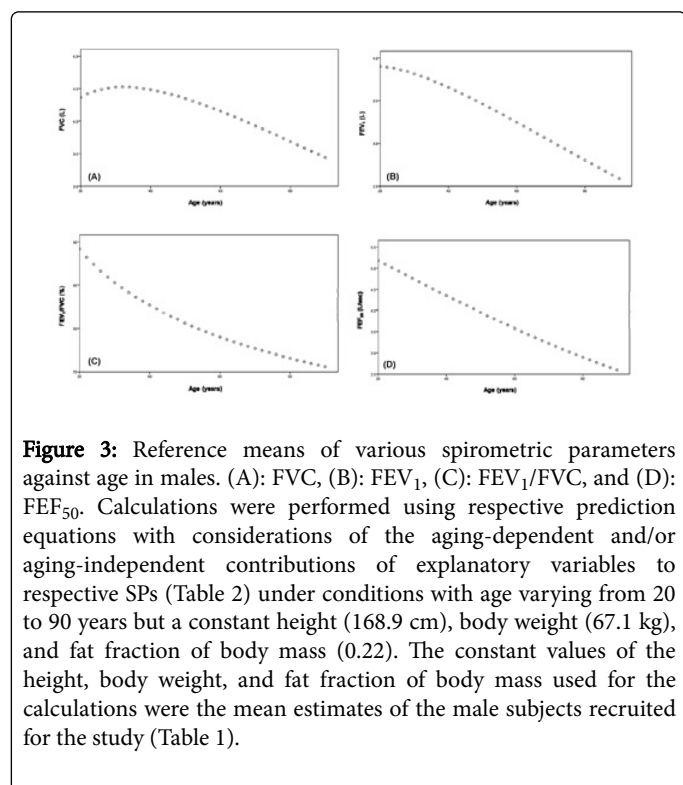 FVC (L)
(A)
Age (years)
FEV₁ (L)
(B)
Age (years)
FEV₁/FVC (%)
(C)
Age (years)
(D)
Age (years)
Figure 3: Reference means of various spirometric parameters
against age in males. (A): FVC, (B): FEV₁, (C): FEV₁/FVC, and (D):
FEF₅₀. Calculations were performed using respective prediction
equations with considerations of the aging-dependent and/or
aging-independent contributions of explanatory variables to
respective SPs (Table 2) under conditions with age varying from 20
to 90 years but a constant height (168.9 cm), body weight (67.1 kg),
and fat fraction of body mass (0.22). The constant values of the
height, body weight, and fat fraction of body mass used for the
calculations were the mean estimates of the male subjects recruited
for the study (Table 1).